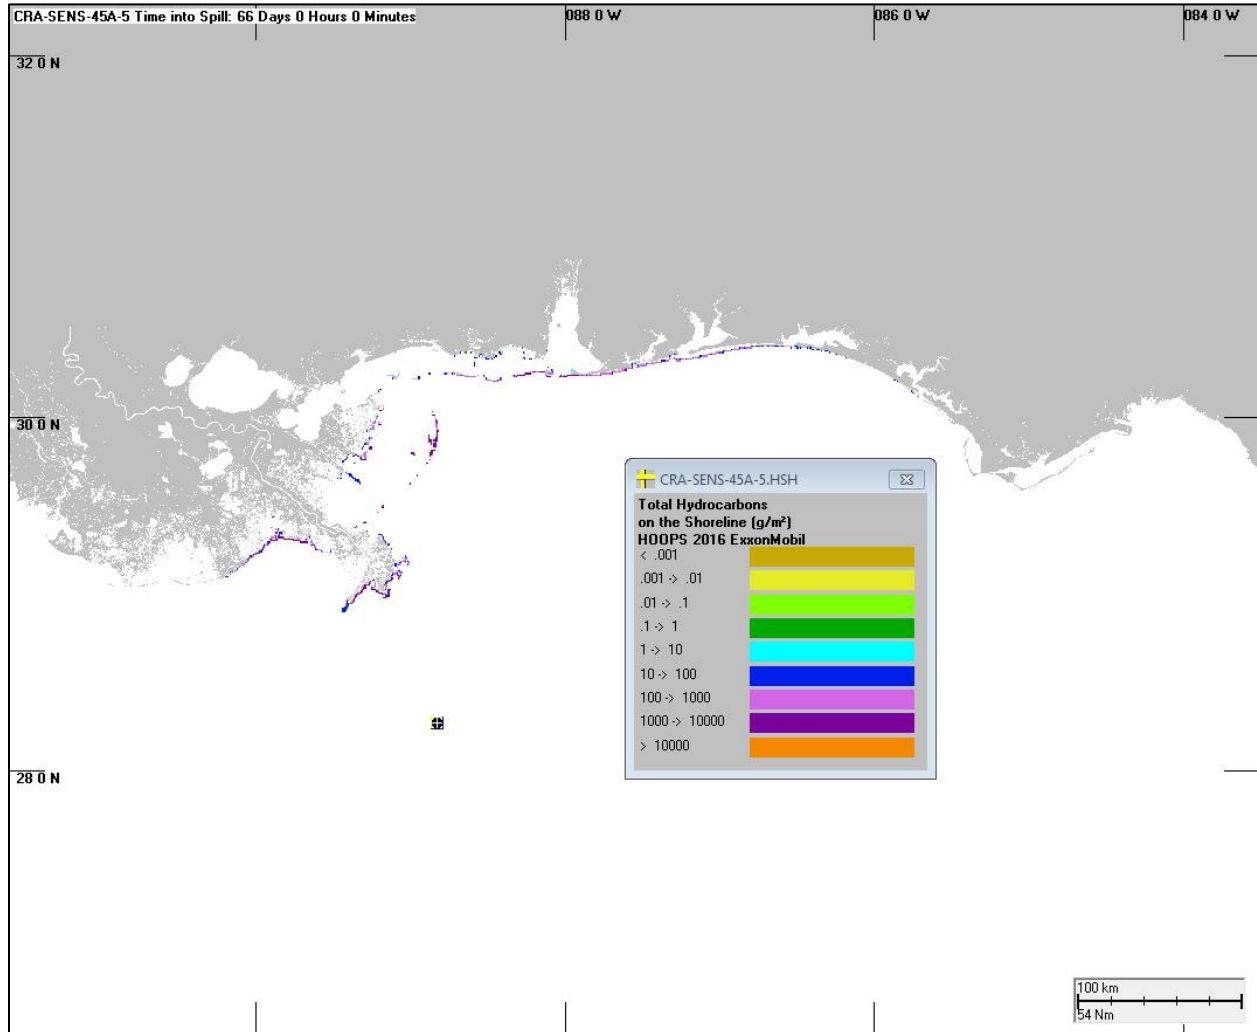 CRA-SENS-45A-5 Time into Spill: 66 Days 0 Hours 0 Minutes
088 0 W
086 0 W
084 0 W
32 0 N
30 0 N
CRA-SENS-45A-5.HSH
Total Hydrocarbons
on the Shoreline (g/m²)
HOOPS 2016 ExxonMobil
< .001
.001 -> .01
.01 -> .1
.1 -> 1
1 -> 10
10 -> 100
100 -> 1000
1000 -> 10000
> 10000
28 0 N
100 km
54 Nm